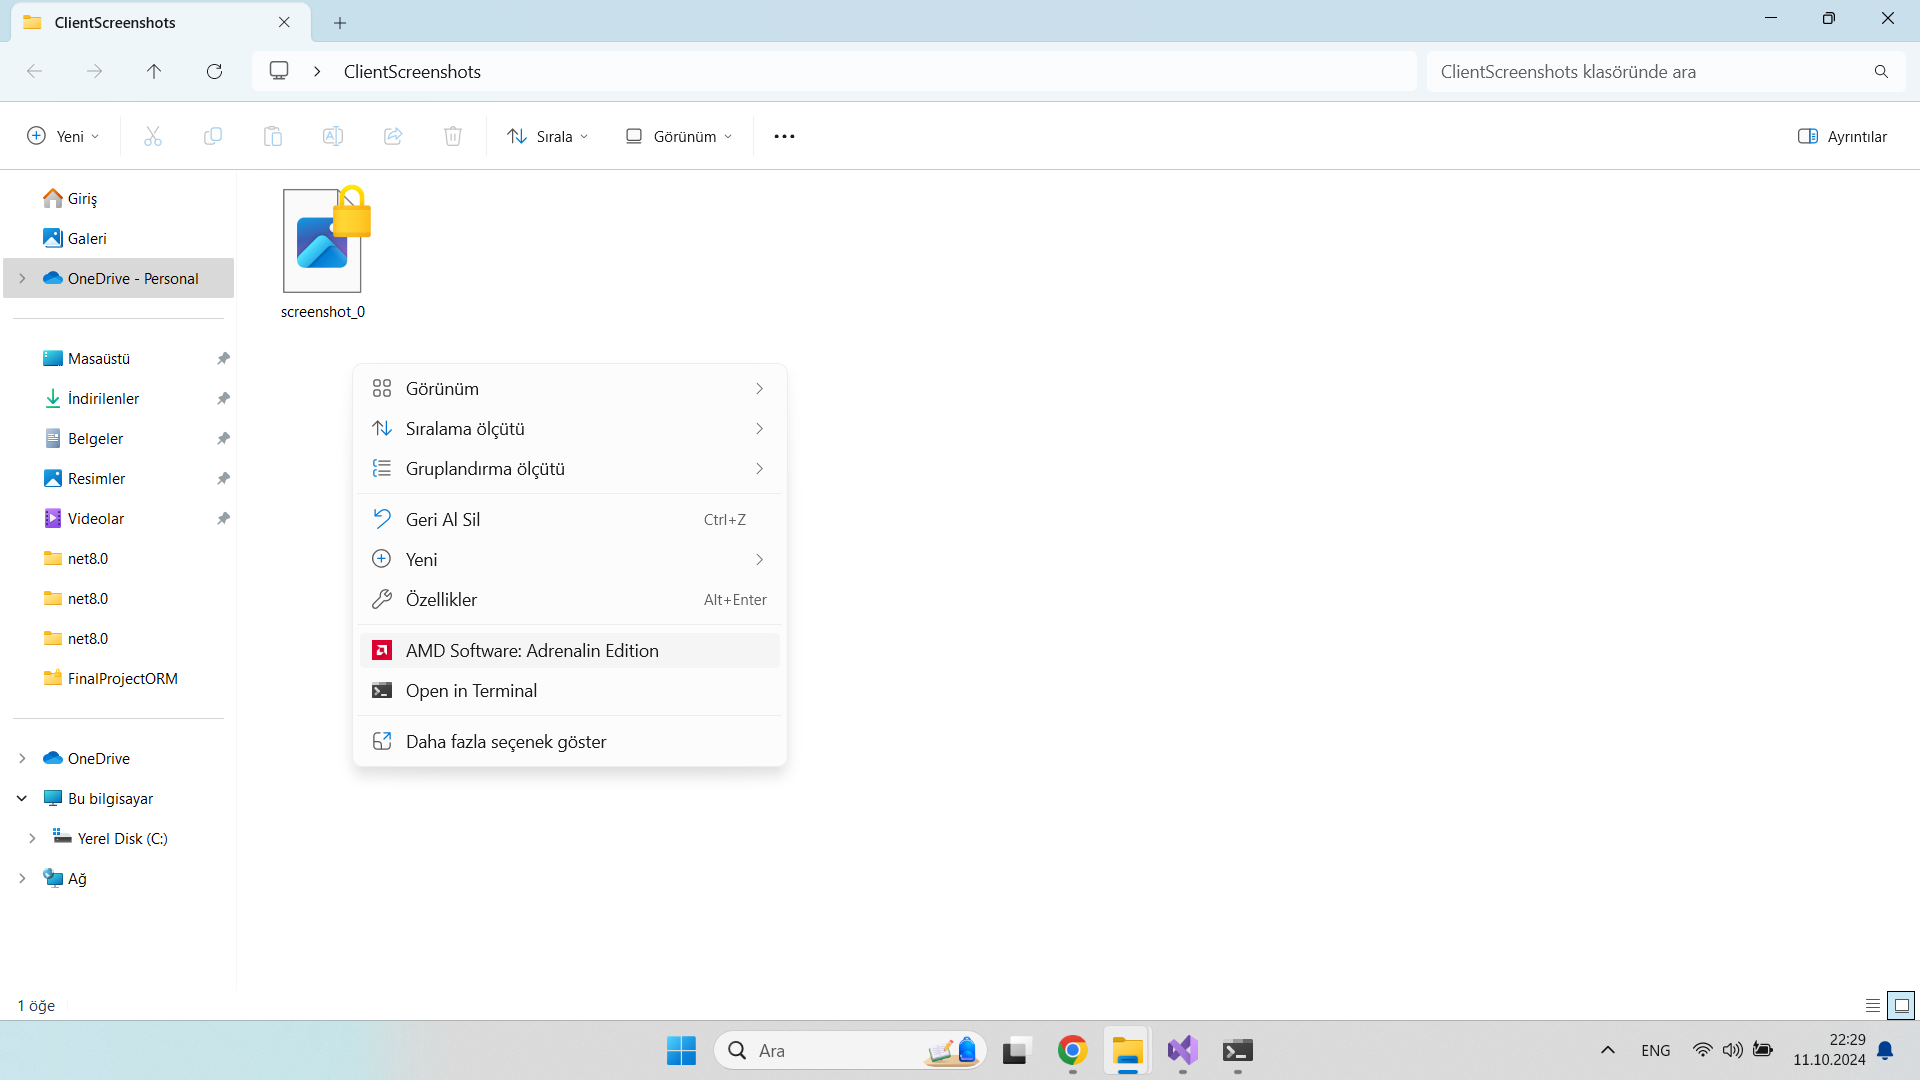 ClientScreenshots
ClientScreenshots
ClientScreenshots klasöründe ara
Yeni
Sırala
Görünüm
Ayrıntılar
Giriş
Galeri
OneDrive - Personal
Masaüstü
İndirilenler
Belgeler
Resimler
Videolar
net8.0
net8.0
net8.0
FinalProjectORM
OneDrive
Bu bilgisayar
Yerel Disk (C:)
Ağ
screenshot_0
Görünüm
Sıralama ölçütü
Gruplandırma ölçütü
Geri Al Sil Ctrl+Z
Yeni
Özellikler Alt+Enter
AMD Software: Adrenalin Edition
Open in Terminal
Daha fazla seçenek göster
1 öğe
Ara
ENG
22:29
11.10.2024